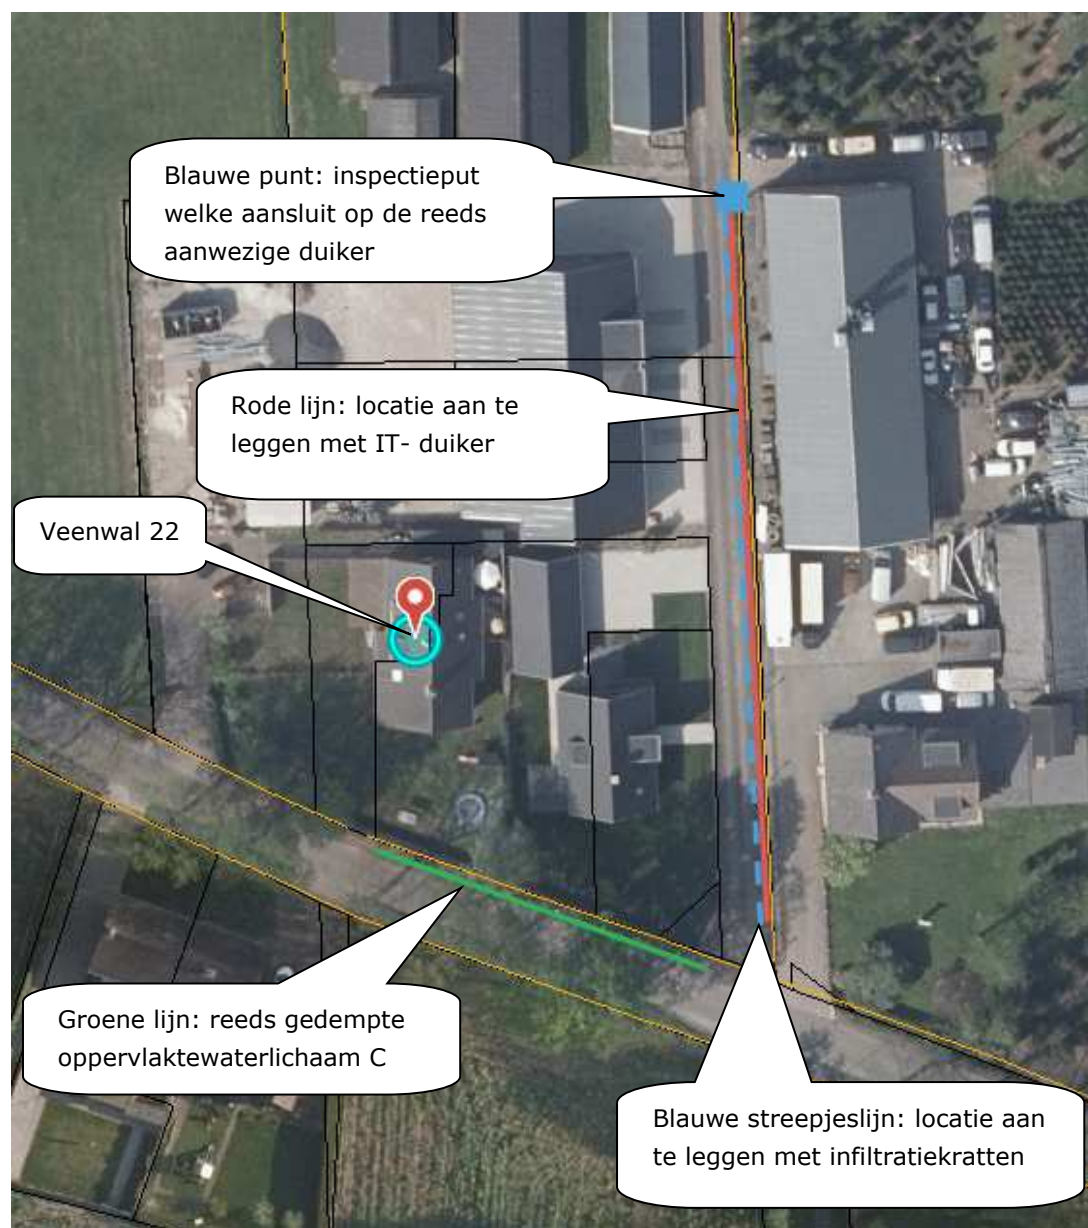 Blauwe punt: inspectieput
welke aansluit op de reeds
aanwezige duiker
Rode lijn: locatie aan te
leggen met IT- duiker
Veenwal 22
Groene lijn: reeds gedempte
oppervlaktewaterlichaam C
Blauwe streepjeslijn: locatie aan
te leggen met infiltratiekratten